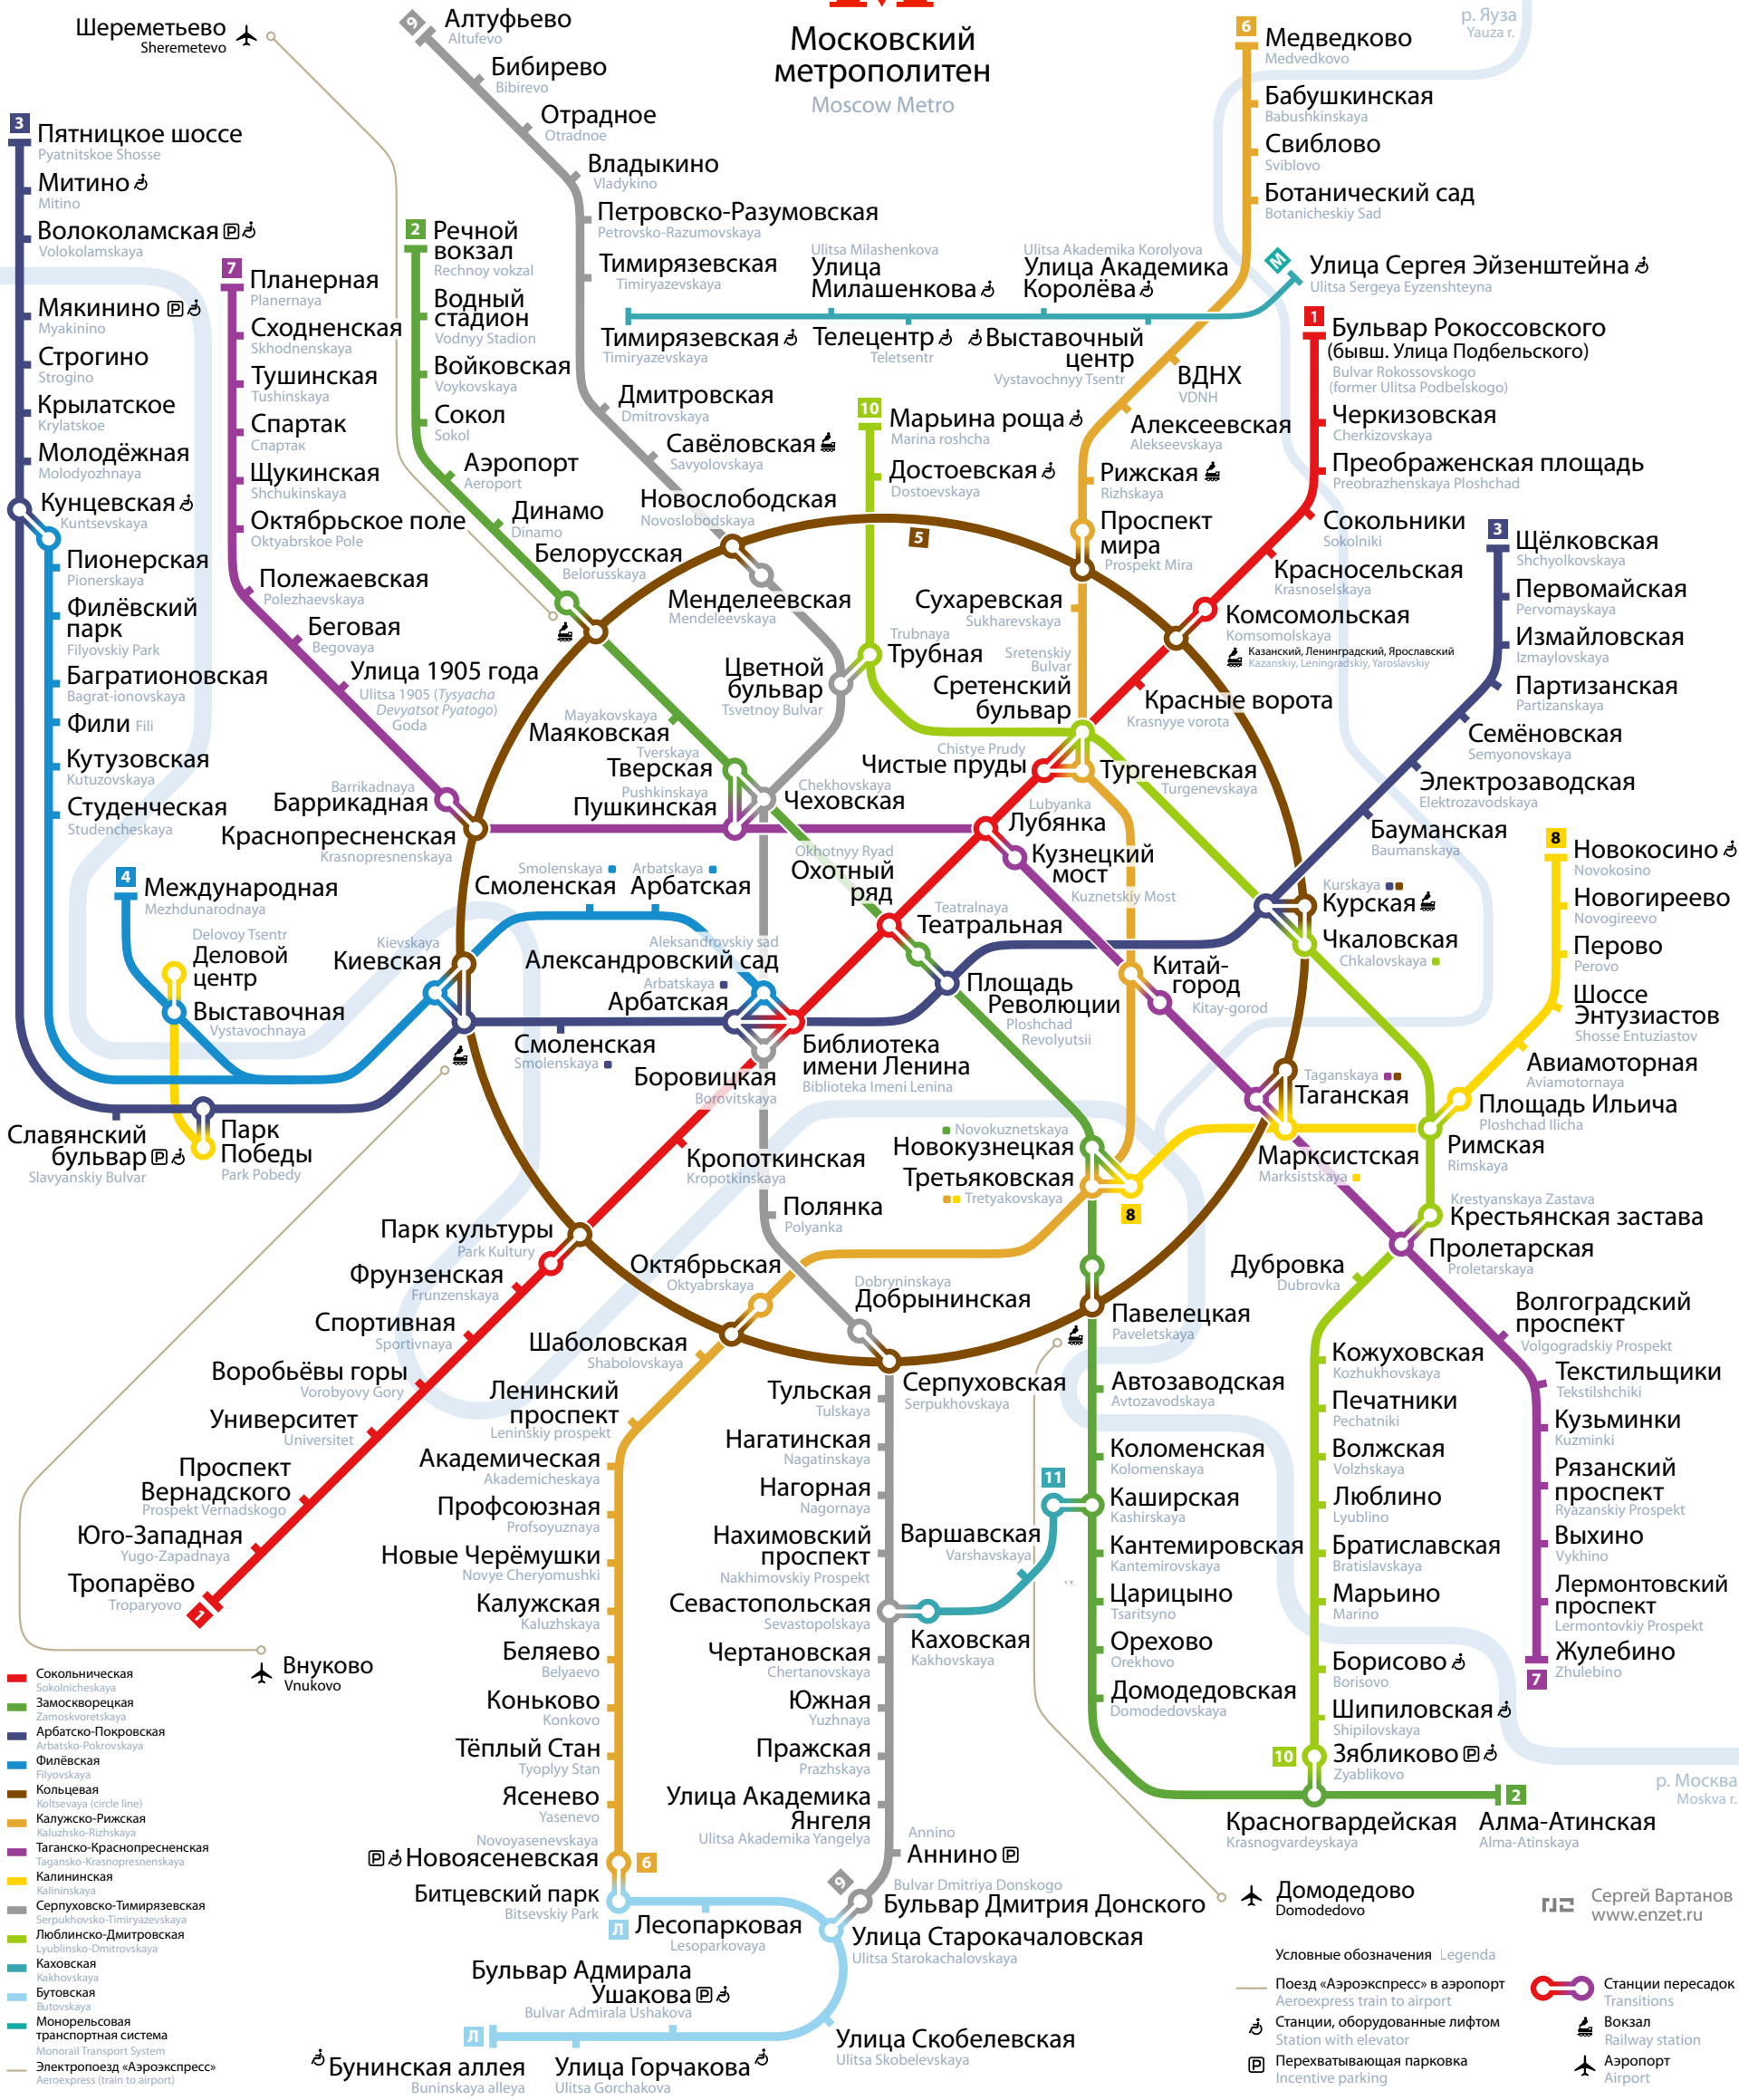 Московский
метрополитен
Moscow Metro
Шереметьево
Sheremetevo
9
Алтуфьево
Altufevo
Бибирево
Bibirevo
Отрадное
Otradnoe
Владыкино
Vladykino
Петровско-Разумовская
Petrovsko-Razumovskaya
Тимирязевская
Timiryazevskaya
Дмитровская
Dmitrovskaya
Савёловская
Savyolovskaya
Новослободская
Novoslobodskaya
Менделеевская
Mendeleevskaya
р. Яуза
Yauza r.
6
Медведково
Medvedkovo
Бабушкинская
Babushkinskaya
Свиблово
Sviblovo
Ботанический сад
Botanicheskiy Sad
3
Пятницкое шоссе
Pyatnitskoe Shosse
Митино
Mitino
Волоколамская P
Volokolamskaya
Мякинино P
Myakinino
Строгино
Strogino
Крылатское
Krylatskoe
Молодёжная
Molodyozhnaya
Кунцевская
Kuntsevskaya
Пионерская
Pionerskaya
Филёвский
парк
Filyovskiy Park
Багратионовская
Bagrat-ionovskaya
Фили Fili
Кутузовская
Kutuzovskaya
Студенческая
Studencheskaya
7
Планерная
Planernaya
Сходненская
Skhodnenskaya
Тушинская
Tushinskaya
Спартак
Спартак
Щукинская
Shchukinskaya
Октябрьское поле
Oktyabrskoe Pole
Полежаевская
Polezhaevskaya
Беговая
Begovaya
Улица 1905 года
Ulitsa 1905 (Tysyacha
Devyatsot Pyatogo)
Goda
Barrikadnaya
Баррикадная
Краснопресненская
Krasnopresnenskaya
2
Речной
вокзал
Rechnoy vokzal
Водный
стадион
Vodnyy Stadion
Войковская
Voykovskaya
Сокол
Sokol
Аэропорт
Aeroport
Динамо
Dinamo
Белорусская
Belorusskaya
Mayakovskaya
Маяковская
Tverskaya
Тверская
Pushkinskaya
Пушкинская
Chekhovskaya
Чеховская
Ulitsa Milashenkova
Улица
Милашенкова
Ulitsa Akademika Korolyova
Улица Академика
Королёва
М
Улица Сергея Эйзенштейна
Ulitsa Sergeya Eyzenshteyna
Тимирязевская
Timiryazevskaya
Телецентр
Teletsentr
Выставочный
центр
Vystavochnyy Tsentr
ВДНХ
VDNH
Алексеевская
Alekseevskaya
Рижская
Rizhskaya
Проспект
мира
Prospekt Mira
Сухаревская
Sukharevskaya
10
Марьина роща
Marina roshcha
Достоевская
Dostoevskaya
5
Trubnaya
Трубная
Цветной
бульвар
Tsvetnoy Bulvar
Sretenskiy
Bulvar
Сретенский
бульвар
Chistye Prudy
Чистые пруды
Тургеневская
Turgenevskaya
1
Бульвар Рокоссовского
(бывш. Улица Подбельского)
Bulvar Rokossovskogo
(former Ulitsa Podbelskogo)
Черкизовская
Cherkizovskaya
Преображенская площадь
Preobrazhenskaya Ploshchad
Сокольники
Sokolniki
Красносельская
Krasnoselskaya
Комсомольская
Komsomolskaya
Казанский, Ленинградский, Ярославский
Kazanskiy, Leningradskiy, Yaroslavskiy
Красные ворота
Krasnyye vorota
3
Щёлковская
Shchyolkovskaya
Первомайская
Pervomayskaya
Измайловская
Izmaylovskaya
Партизанская
Partizanskaya
Семёновская
Semyonovskaya
Электрозаводская
Elektrozavodskaya
Бауманская
Baumanskaya
Kurskaya
Курская
Чкаловская
Chkalovskaya
8
Новокосино
Novokosino
Новогиреево
Novogireevo
Перово
Perovo
Шоссе
Энтузиастов
Shosse Entuziastov
Авиамоторная
Aviamotornaya
Площадь Ильича
Ploshchad Ilicha
Римская
Rimskaya
Lubyanka
Лубянка
Кузнецкий
мост
Kuznetskiy Most
Okhotnyy Ryad
Охотный
ряд
Teatralnaya
Театральная
Площадь
Революции
Ploshchad
Revolyutsii
Китай-
город
Kitay-gorod
4
Международная
Mezhdunarodnaya
Delovoy Tsentr
Деловой
центр
Выставочная
Vystavochnaya
Kievskaya
Киевская
Smolenskaya
Смоленская
Arbatskaya
Арбатская
Aleksandrovskiy sad
Александровский сад
Arbatskaya
Арбатская
Смоленская
Smolenskaya
Боровицкая
Borovitskaya
Библиотека
имени Ленина
Biblioteka Imeni Lenina
Славянский
бульвар P
Slavyanskiy Bulvar
Парк
Победы
Park Pobedy
Кропоткинская
Kropotkinskaya
Полянка
Polyanka
Novokuznetskaya
Новокузнецкая
Третьяковская
Tretyakovskaya
8
Taganskaya
Таганская
Марксистская
Marksistskaya
Krestyanskaya Zastava
Крестьянская застава
Пролетарская
Proletarskaya
Дубровка
Dubrovka
Парк культуры
Park Kultury
Фрунзенская
Frunzenskaya
Спортивная
Sportivnaya
Воробьёвы горы
Vorobyovy Gory
Университет
Universitet
Проспект
Вернадского
Prospekt Vernadskogo
Юго-Западная
Yugo-Zapadnaya
Тропарёво
Troparyovo
1
Внуково
Vnukovo
Октябрьская
Oktyabrskaya
Шаболовская
Shabolovskaya
Ленинский
проспект
Leninskiy prospekt
Академическая
Akademicheskaya
Профсоюзная
Profsoyuznaya
Новые Черёмушки
Novye Cheryomushki
Калужская
Kaluzhskaya
Беляево
Belyaevo
Коньково
Konkovo
Тёплый Стан
Tyoplyy Stan
Ясенево
Yasenevo
Novoyasenevskaya
P Новоясеневская
6
Битцевский парк
Bitsevskiy Park
Л
Лесопарковая
Lesoparkovaya
Dobryninskaya
Добрынинская
Серпуховская
Serpukhovskaya
Тульская
Tulskaya
Нагатинская
Nagatinskaya
Нагорная
Nagornaya
Нахимовский
проспект
Nakhimovskiy Prospekt
Севастопольская
Sevastopolskaya
Чертановская
Chertanovskaya
Южная
Yuzhnaya
Пражская
Prazhskaya
Улица Академика
Янгеля
Ulitsa Akademika Yangelya
Annino
Аннино P
9
Bulvar Dmitriya Donskogo
Бульвар Дмитрия Донского
Улица Старокачаловская
Ulitsa Starokachalovskaya
Бульвар Адмирала
Ушакова P
Bulvar Admirala Ushakova
Л
Улица Скобелевская
Ulitsa Skobelevskaya
Бунинская аллея
Buninskaya alleya
Улица Горчакова
Ulitsa Gorchakova
11
Варшавская
Varshavskaya
Каховская
Kakhovskaya
Павелецкая
Paveletskaya
Автозаводская
Avtozavodskaya
Коломенская
Kolomenskaya
Каширская
Kashirskaya
Кантемировская
Kantemirovskaya
Царицыно
Tsaritsyno
Орехово
Orekhovo
Домодедовская
Domodedovskaya
Кожуховская
Kozhukhovskaya
Печатники
Pechatniki
Волжская
Volzhskaya
Люблино
Lyublino
Братиславская
Bratislavskaya
Марьино
Marino
Борисово
Borisovo
Шипиловская
Shipilovskaya
10
Зябликово P
Zyablikovo
Красногвардейская
Krasnogvardeyskaya
2
Алма-Атинская
Alma-Atinskaya
Волгоградский
проспект
Volgogradskiy Prospekt
Текстильщики
Tekstilshchiki
Кузьминки
Kuzminki
Рязанский
проспект
Ryazanskiy Prospekt
Выхино
Vykhino
Лермонтовский
проспект
Lermontovkiy Prospekt
Жулебино
Zhulebino
7
р. Москва
Moskva r.
Домодедово
Domodedovo
Сергей Вартанов
www.enzet.ru
Сокольническая
Sokolnicheskaya
Замоскворецкая
Zamoskvoretskaya
Арбатско-Покровская
Arbatsko-Pokrovskaya
Филёвская
Filyovskaya
Кольцевая
Koltsevaya (circle line)
Калужско-Рижская
Kaluzhsko-Rizhskaya
Таганско-Краснопресненская
Tagansko-Krasnopresnenskaya
Калининская
Kalininskaya
Серпуховско-Тимирязевская
Serpukhovsko-Timiryazevskaya
Люблинско-Дмитровская
Lyublinsko-Dmitrovskaya
Каховская
Kakhovskaya
Бутовская
Butovskaya
Монорельсовая
транспортная система
Monorail Transport System
Электропоезд «Аэроэкспресс»
Aeroexpress (train to airport)
Условные обозначения Legenda
Поезд «Аэроэкспресс» в аэропорт
Aeroexpress train to airport
Станции, оборудованные лифтом
Station with elevator
P Перехватывающая парковка
Incentive parking
Станции пересадок
Transitions
Вокзал
Railway station
Аэропорт
Airport